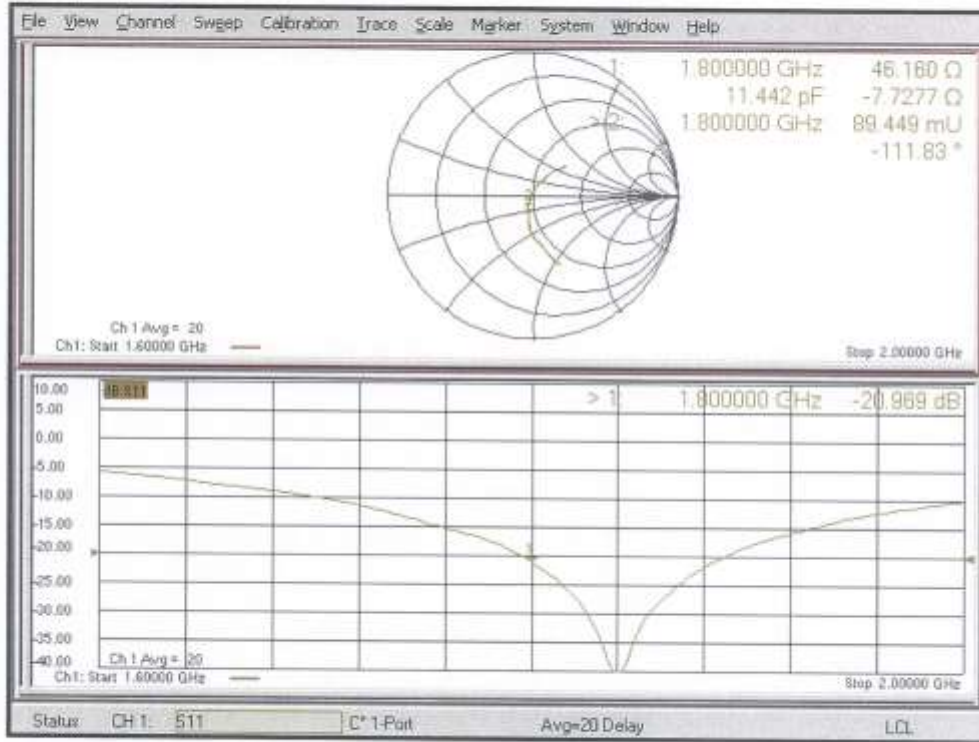 File View Channel Sweep Calibration Trace Scale Marker System Window Help
1: 1.800000 GHz 46.160 Ω
11.442 pF -7.7277 Ω
> 2: 1.800000 GHz 89.449 mU
-111.83 °
Ch 1 Avg = 20
Ch1: Start 1.60000 GHz
Stop 2.00000 GHz
10.00 dB S11 > 1: 1.800000 GHz -20.969 dB
5.00
0.00
-5.00
-10.00
-15.00
-20.00
-25.00
-30.00
-35.00
-40.00
Ch 1 Avg = 20
Ch1: Start 1.60000 GHz
Stop 2.00000 GHz
Status CH 1: S11 C* 1-Port Avg=20 Delay LCL